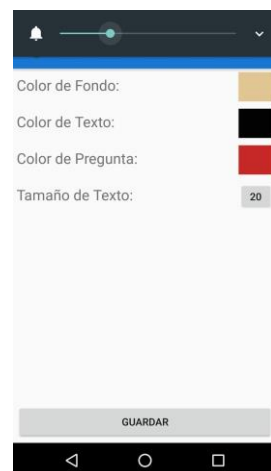 Color de Fondo:
Color de Texto:
Color de Pregunta:
Tamaño de Texto: 20
GUARDAR